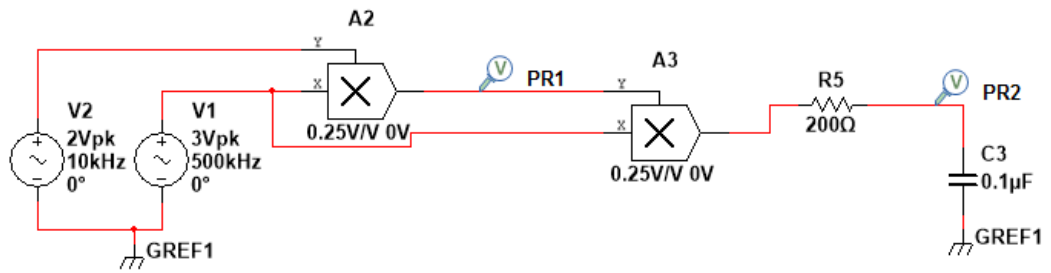 A2
Y
X
0.25V/V 0V
V
PR1
A3
Y
X
0.25V/V 0V
R5
200Ω
V
PR2
V2
2Vpk
10kHz
0°
V1
3Vpk
500kHz
0°
GREF1
C3
0.1µF
GREF1